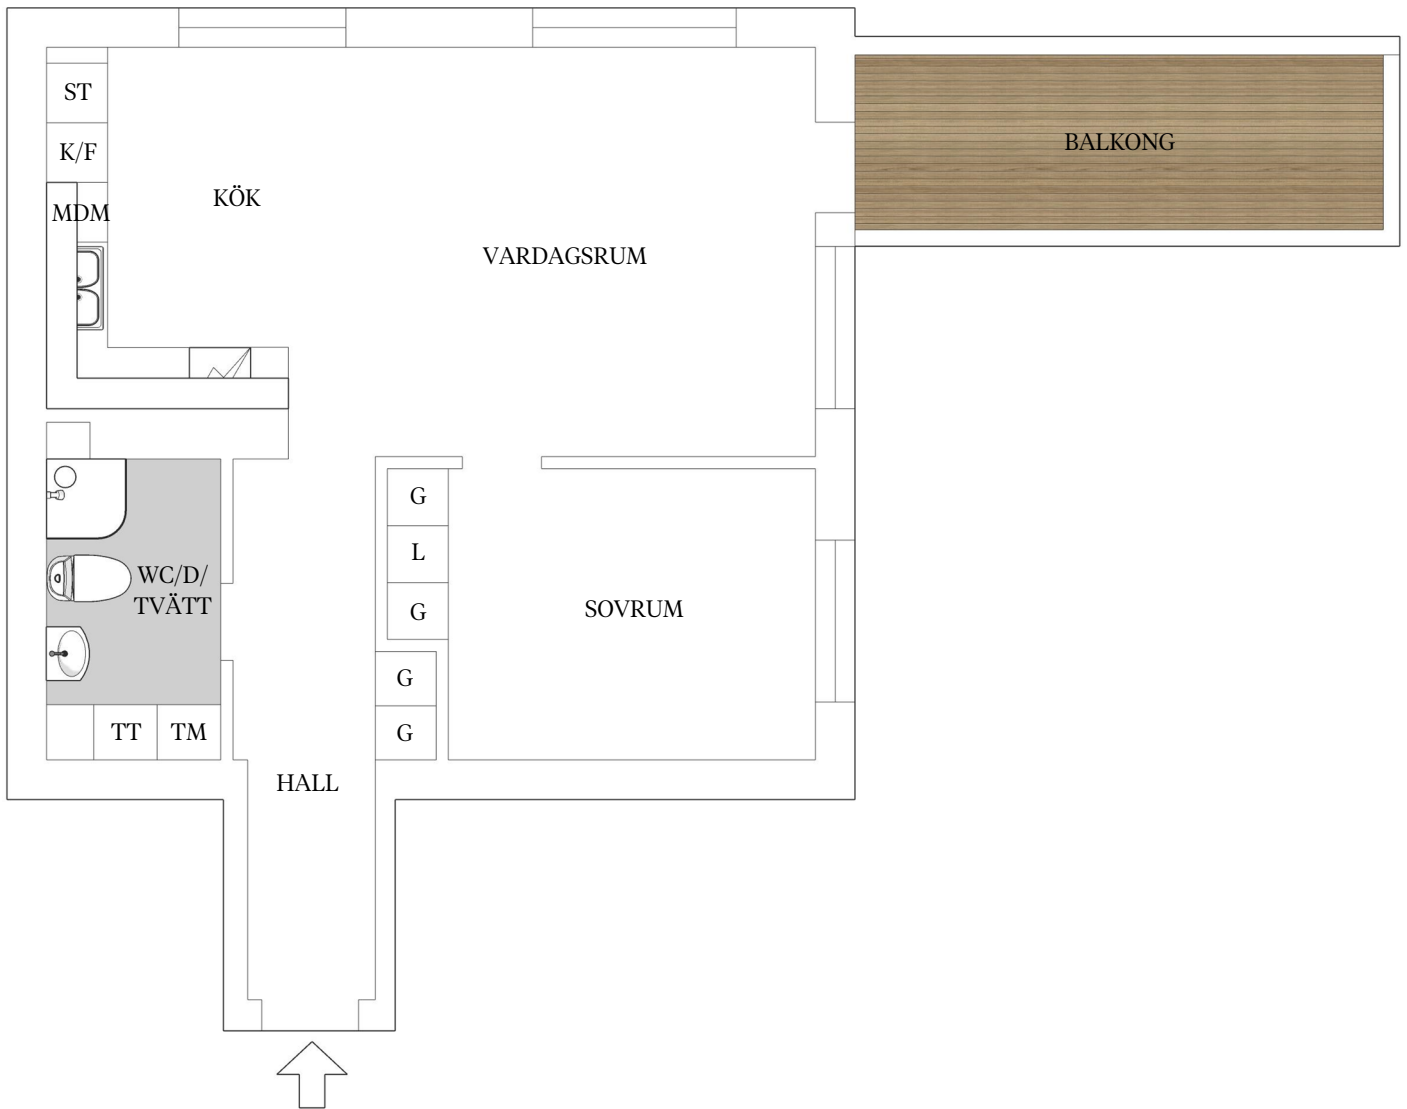 ST
K/F
MDM
KÖK
VARDAGSRUM
BALKONG
G
L
G
G
G
WC/D/
TVÄTT
SOVRUM
TT
TM
HALL